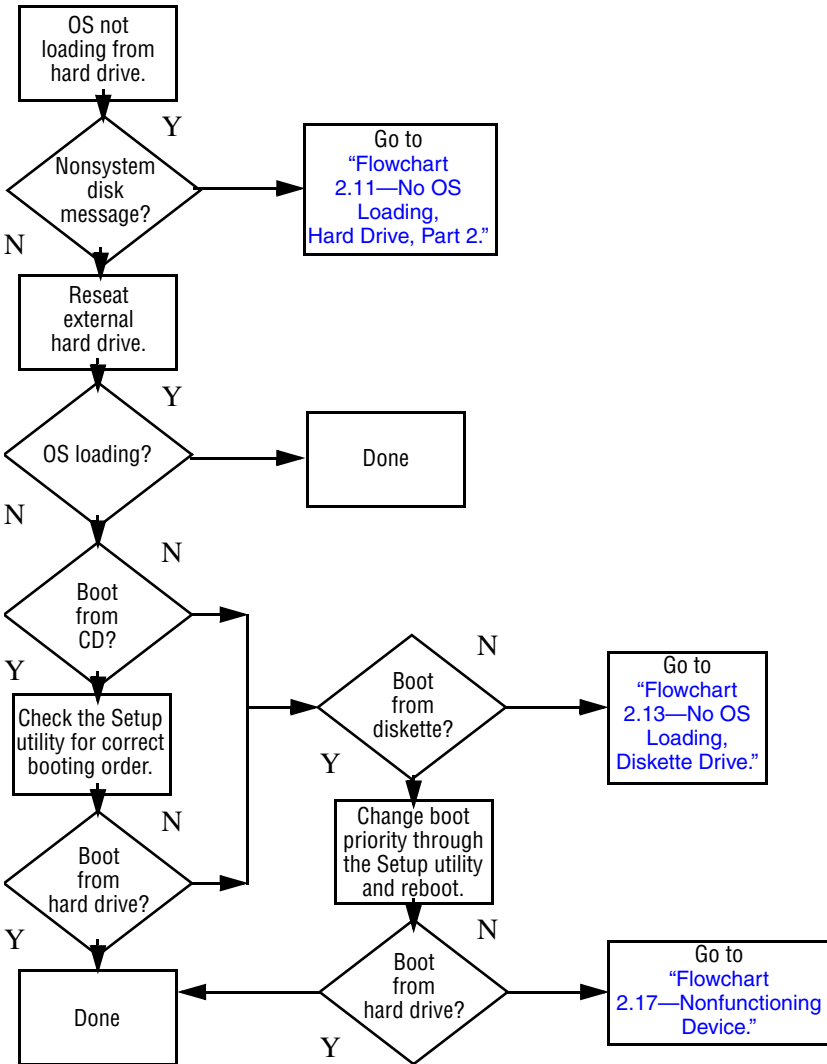 OS not
loading from
hard drive.
Y
Nonsystem
disk
message?
Go to
“Flowchart
2.11—No OS
Loading,
Hard Drive, Part 2.”
N
Reseat
external
hard drive.
Y
OS loading?
Done
N
N
Boot
from
CD?
Y
Check the Setup
utility for correct
booting order.
N
Boot
from
hard drive?
Y
Done
Boot
from
diskette?
N
Go to
“Flowchart
2.13—No OS
Loading,
Diskette Drive.”
Y
Change boot
priority through
the Setup utility
and reboot.
N
Boot
from
hard drive?
Y
Go to
“Flowchart
2.17—Nonfunctioning
Device.”